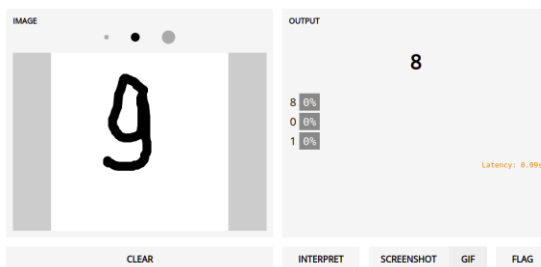 IMAGE
OUTPUT
9
8
8 0%
0 0%
1 0%
Latency: 0.09s
CLEAR
INTERPRET
SCREENSHOT
GIF
FLAG